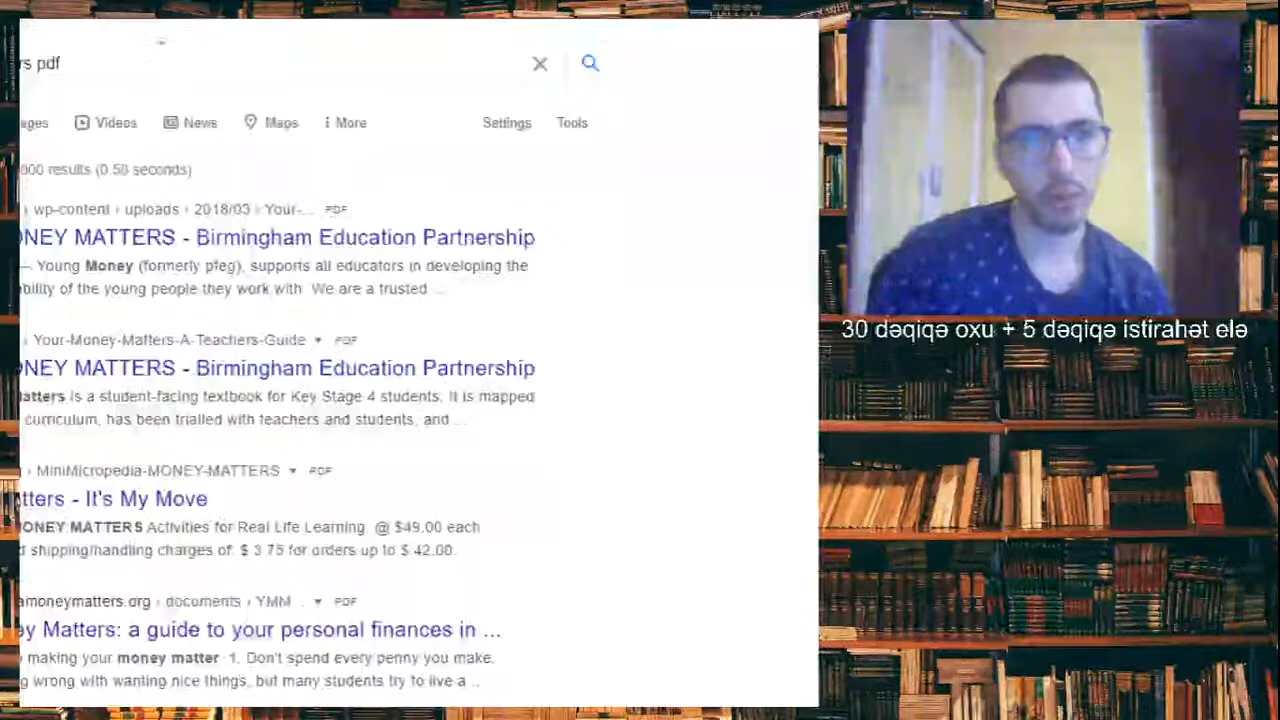 rs pdf
ages Videos News Maps More Settings Tools
000 results (0.50 seconds)
› wp-content › uploads › 2018/03 › Your-... PDF
ONEY MATTERS - Birmingham Education Partnership
— Young Money (formerly pfeg), supports all educators in developing the
bility of the young people they work with. We are a trusted ...
› Your-Money-Matters-A-Teachers-Guide PDF
ONEY MATTERS - Birmingham Education Partnership
latters is a student-facing textbook for Key Stage 4 students. It is mapped
curriculum, has been trialled with teachers and students, and ...
› MiniMicropedia-MONEY-MATTERS PDF
tters - It's My Move
ONEY MATTERS Activities for Real Life Learning. @ $49.00 each
d shipping/handling charges of: $ 3.75 for orders up to $ 42.00.
amoneymatters.org › documents › YMM... PDF
ey Matters: a guide to your personal finances in ...
making your money matter. 1. Don't spend every penny you make.
g wrong with wanting nice things, but many students try to live a ...
30 dəqiqə oxu + 5 dəqiqə istirahət elə